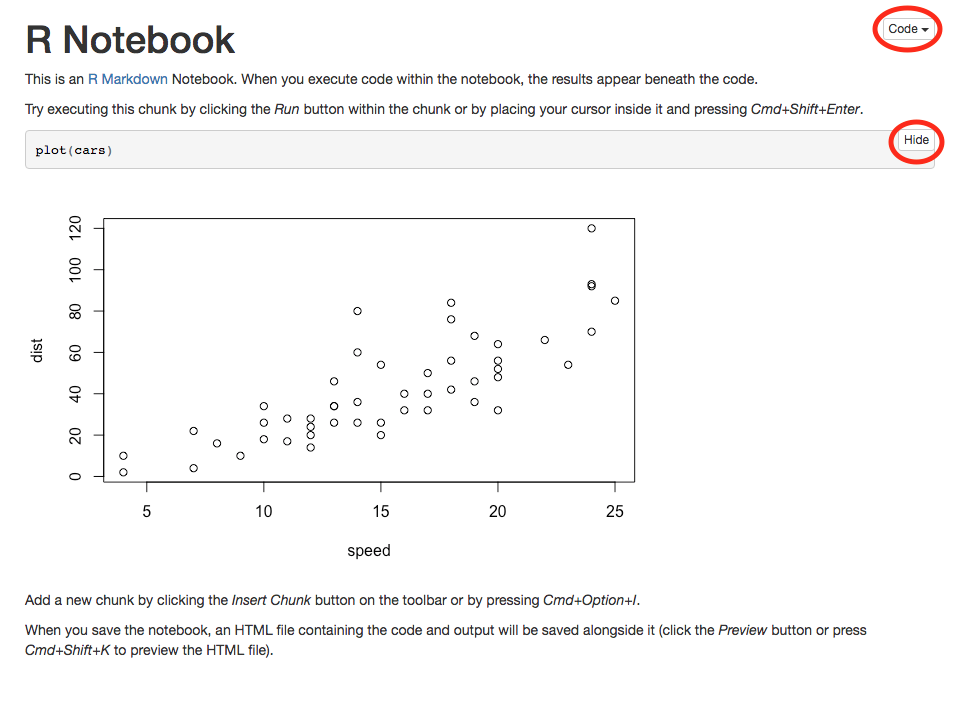 R Notebook
Code
This is an R Markdown Notebook. When you execute code within the notebook, the results appear beneath the code.
Try executing this chunk by clicking the Run button within the chunk or by placing your cursor inside it and pressing Cmd+Shift+Enter.
Hide
plot(cars)
120
100
80
60
40
20
0
dist
5 10 15 20 25
speed
Add a new chunk by clicking the Insert Chunk button on the toolbar or by pressing Cmd+Option+I.
When you save the notebook, an HTML file containing the code and output will be saved alongside it (click the Preview button or press
Cmd+Shift+K to preview the HTML file).